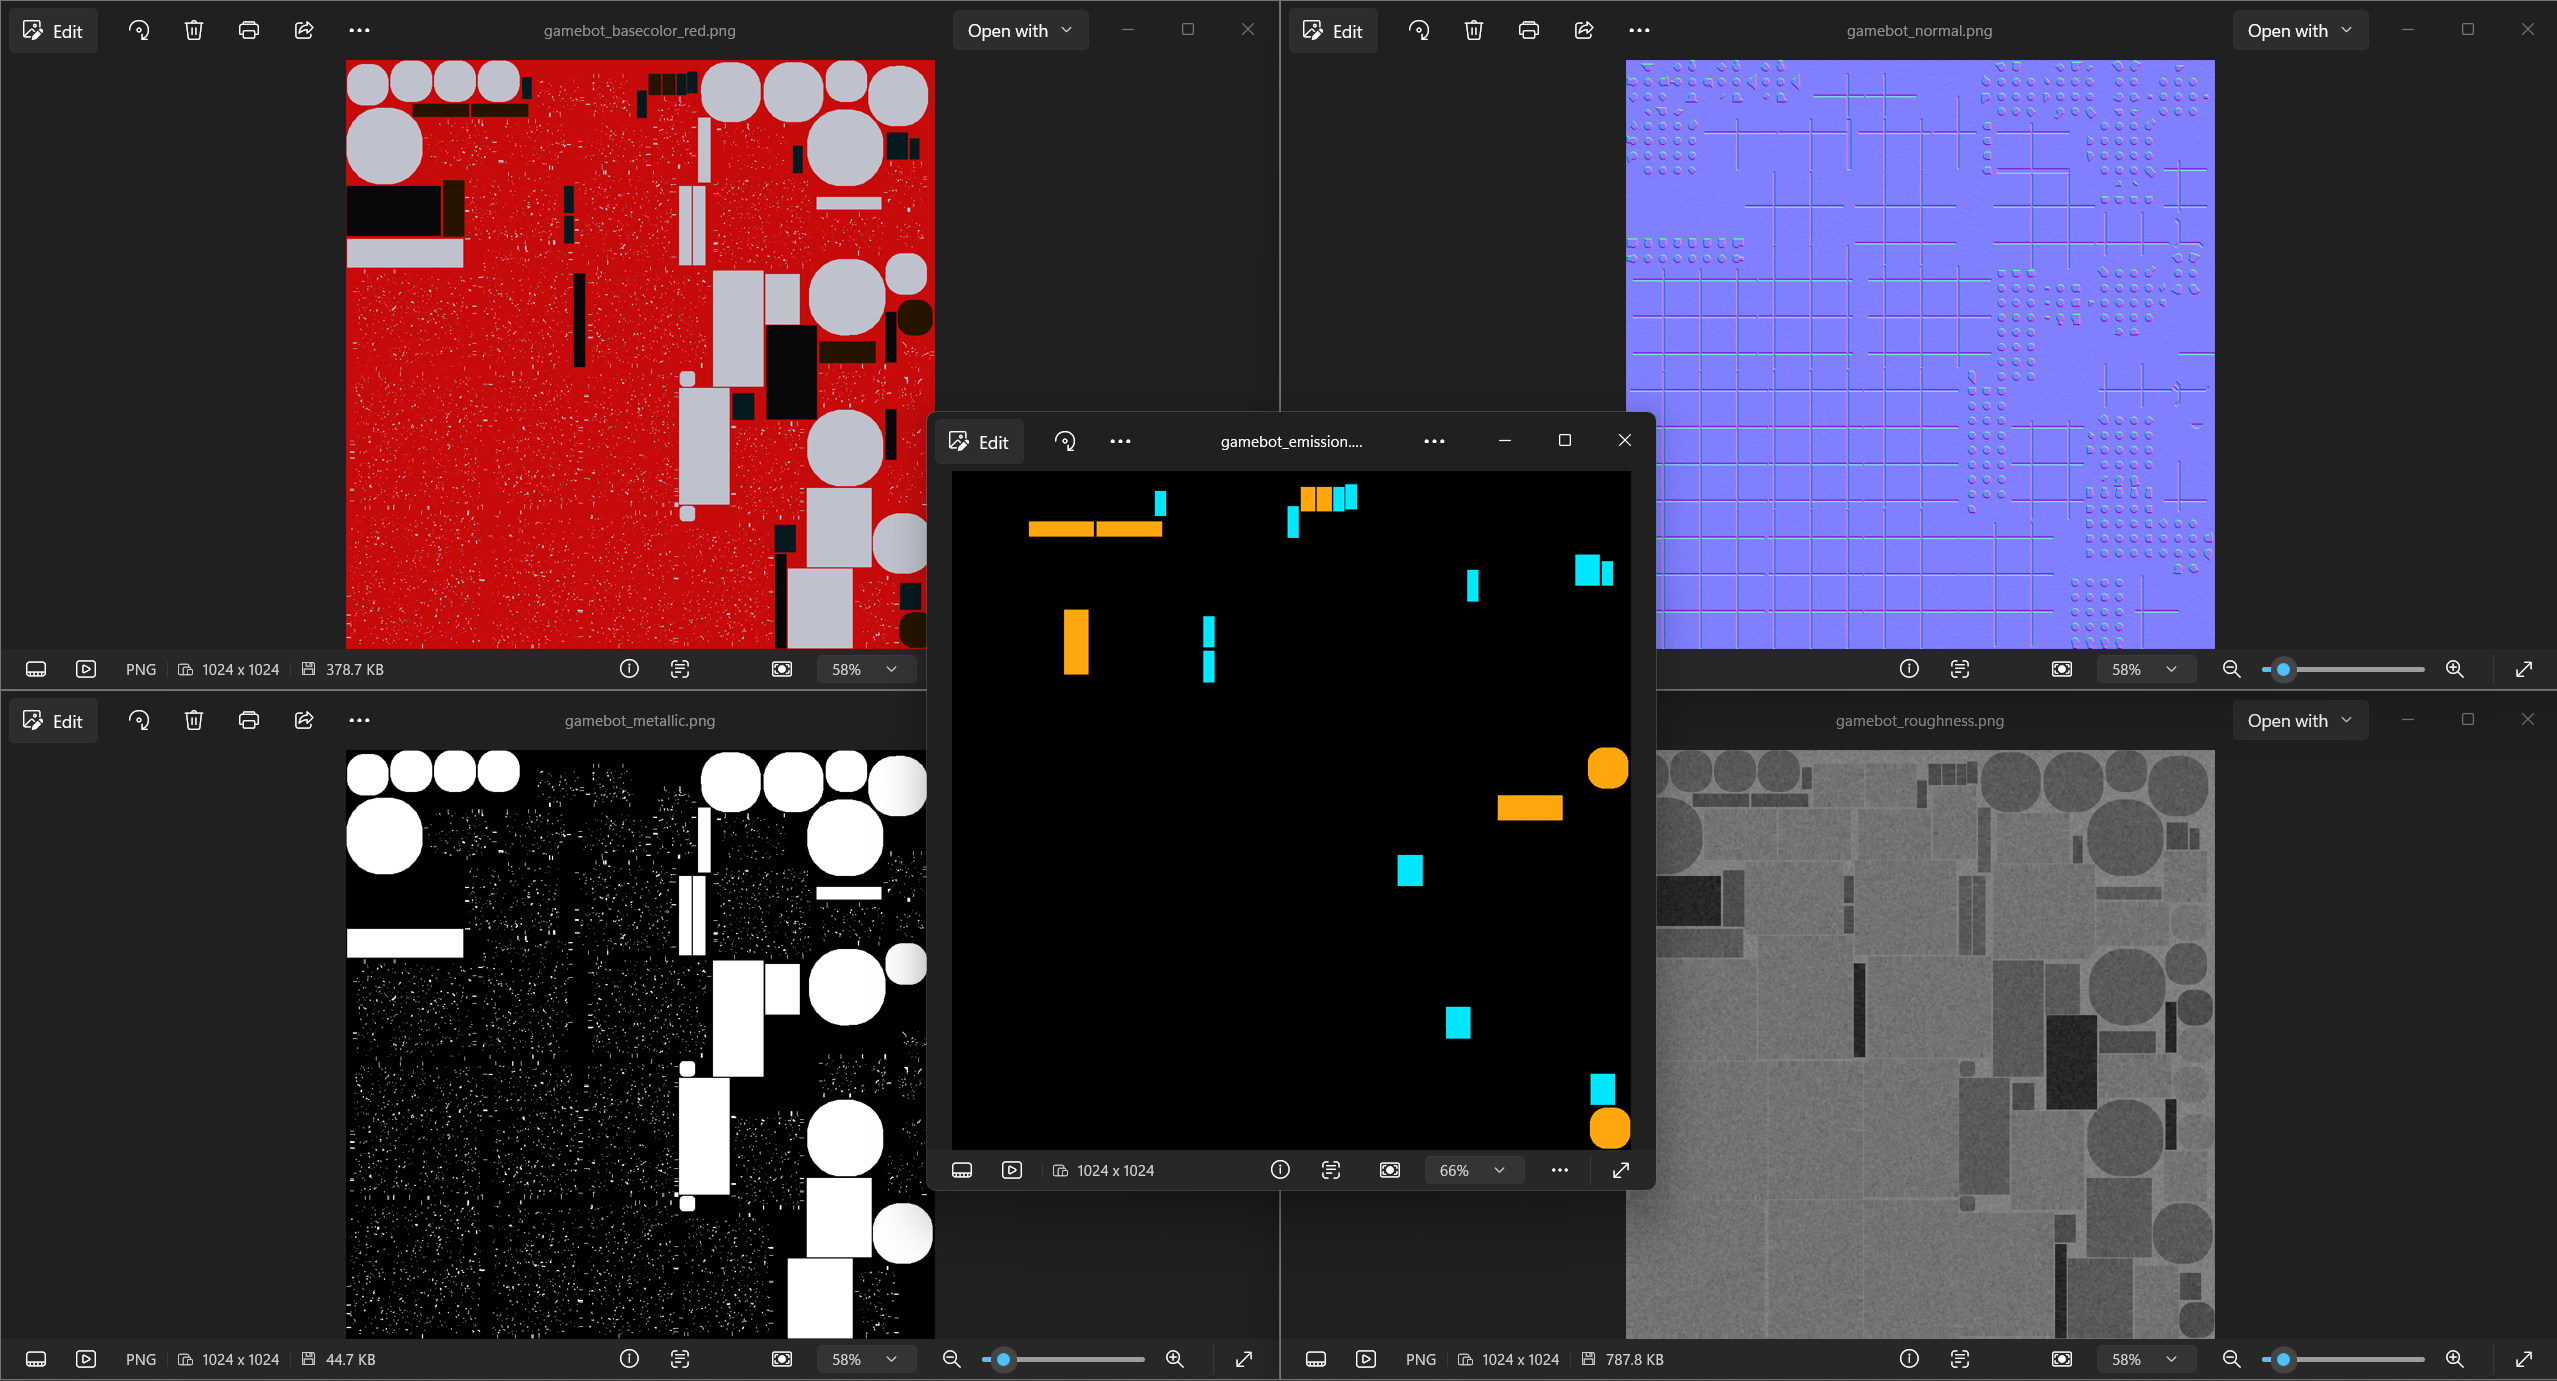 Edit
gamebot_basecolor_red.png
Open with
Edit
gamebot_normal.png
Open with
Edit
gamebot_emission....
PNG
1024 x 1024
378.7 KB
58%
58%
Edit
gamebot_metallic.png
gamebot_roughness.png
Open with
1024 x 1024
66%
PNG
1024 x 1024
44.7 KB
58%
PNG
1024 x 1024
787.8 KB
58%